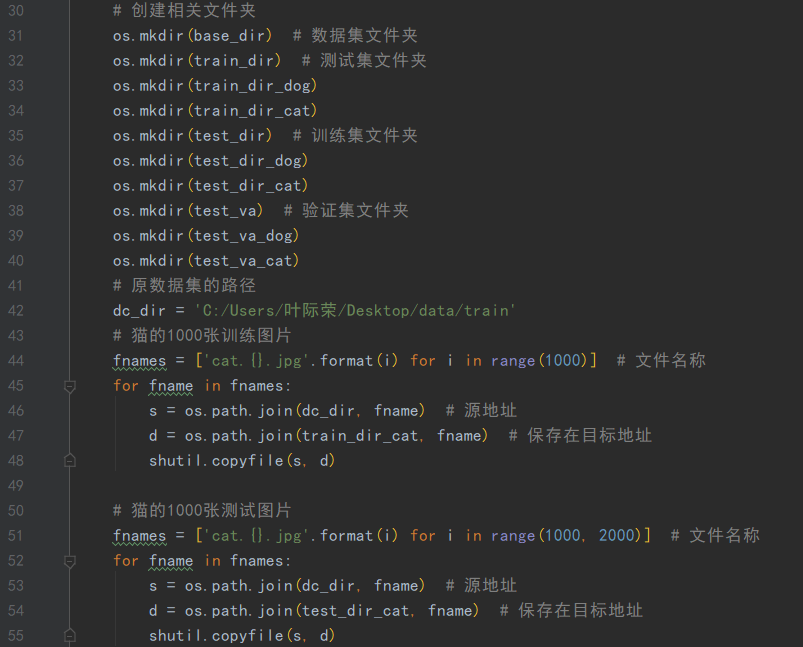 30 # 创建相关文件夹
31 os.mkdir(base_dir)  # 数据集文件夹
32 os.mkdir(train_dir)  # 测试集文件夹
33 os.mkdir(train_dir_dog)
34 os.mkdir(train_dir_cat)
35 os.mkdir(test_dir)  # 训练集文件夹
36 os.mkdir(test_dir_dog)
37 os.mkdir(test_dir_cat)
38 os.mkdir(test_va)  # 验证集文件夹
39 os.mkdir(test_va_dog)
40 os.mkdir(test_va_cat)
41 # 原数据集的路径
42 dc_dir = 'C:/Users/叶际荣/Desktop/data/train'
43 # 猫的1000张训练图片
44 fnames = ['cat.{}.jpg'.format(i) for i in range(1000)]  # 文件名称
45 for fname in fnames:
46     s = os.path.join(dc_dir, fname)  # 源地址
47     d = os.path.join(train_dir_cat, fname)  # 保存在目标地址
48     shutil.copyfile(s, d)
49
50 # 猫的1000张测试图片
51 fnames = ['cat.{}.jpg'.format(i) for i in range(1000, 2000)]  # 文件名称
52 for fname in fnames:
53     s = os.path.join(dc_dir, fname)  # 源地址
54     d = os.path.join(test_dir_cat, fname)  # 保存在目标地址
55     shutil.copyfile(s, d)